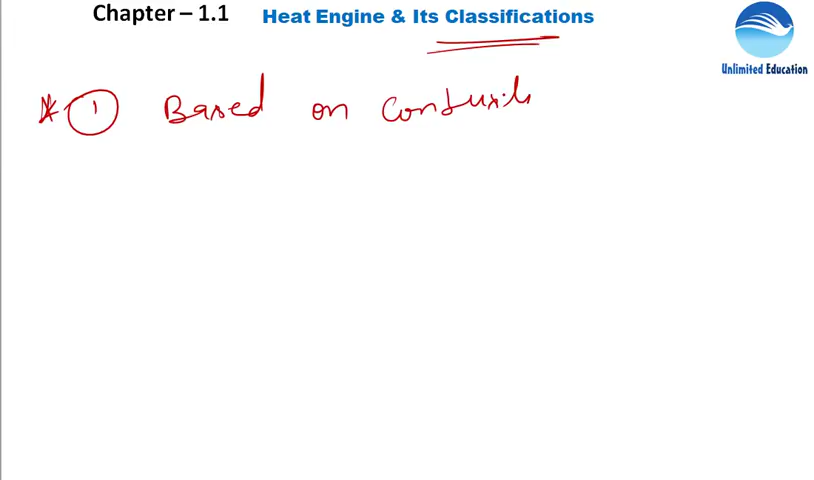 Chapter – 1.1 Heat Engine & Its Classifications
Unlimited Education
* 1 Based on